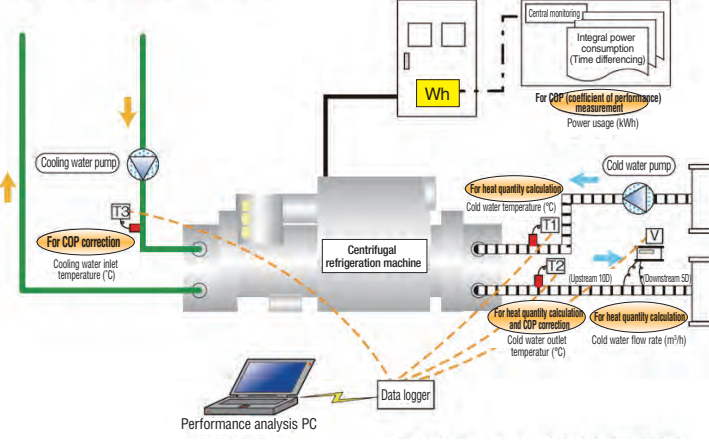 Central monitoring
Integral power
consumption
(Time differencing)
Wh
For COP (coefficient of performance)
measurement
Power usage (kWh)
Cooling water pump
Cold water pump
For heat quantity calculation
Cold water temperature (°C)
T3
T1
V
For COP correction
Cooling water inlet
temperature (°C)
Centrifugal
refrigeration machine
T2
(Upstream 10D)
(Downstream 5D)
For heat quantity calculation
and COP correction
Cold water outlet
temperatur (°C)
For heat quantity calculation
Cold water flow rate (m³/h)
Data logger
Performance analysis PC